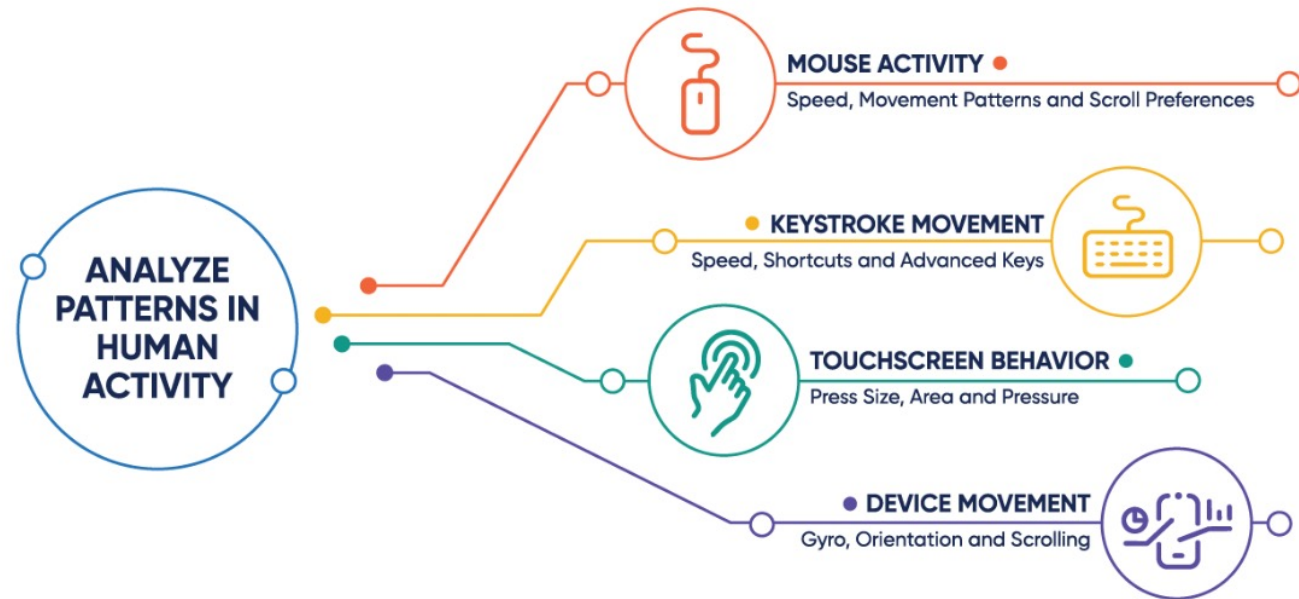 ANALYZE
PATTERNS IN
HUMAN
ACTIVITY
MOUSE ACTIVITY
Speed, Movement Patterns and Scroll Preferences
KEYSTROKE MOVEMENT
Speed, Shortcuts and Advanced Keys
TOUCHSCREEN BEHAVIOR
Press Size, Area and Pressure
DEVICE MOVEMENT
Gyro, Orientation and Scrolling